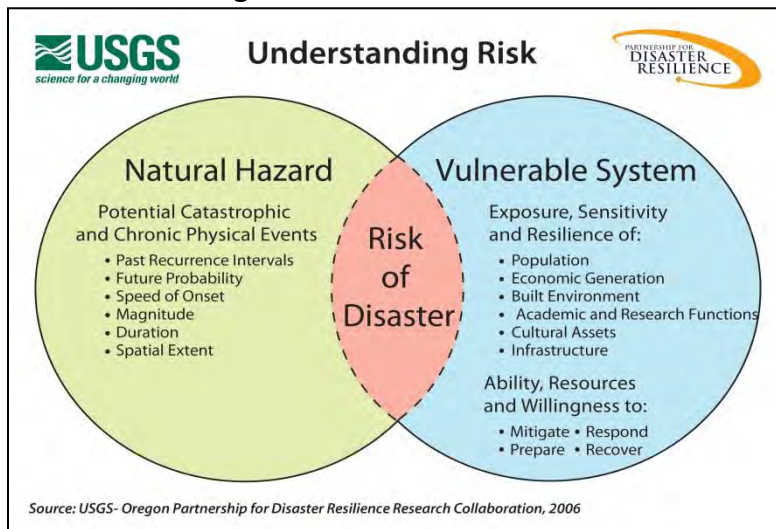 USGS
science for a changing world
Understanding Risk
PARTNERSHIP FOR
DISASTER
RESILIENCE
Natural Hazard
Potential Catastrophic
and Chronic Physical Events
• Past Recurrence Intervals
• Future Probability
• Speed of Onset
• Magnitude
• Duration
• Spatial Extent
Risk
of
Disaster
Vulnerable System
Exposure, Sensitivity
and Resilience of:
• Population
• Economic Generation
• Built Environment
• Academic and Research Functions
• Cultural Assets
• Infrastructure
Ability, Resources
and Willingness to:
• Mitigate • Respond
• Prepare • Recover
Source: USGS- Oregon Partnership for Disaster Resilience Research Collaboration, 2006